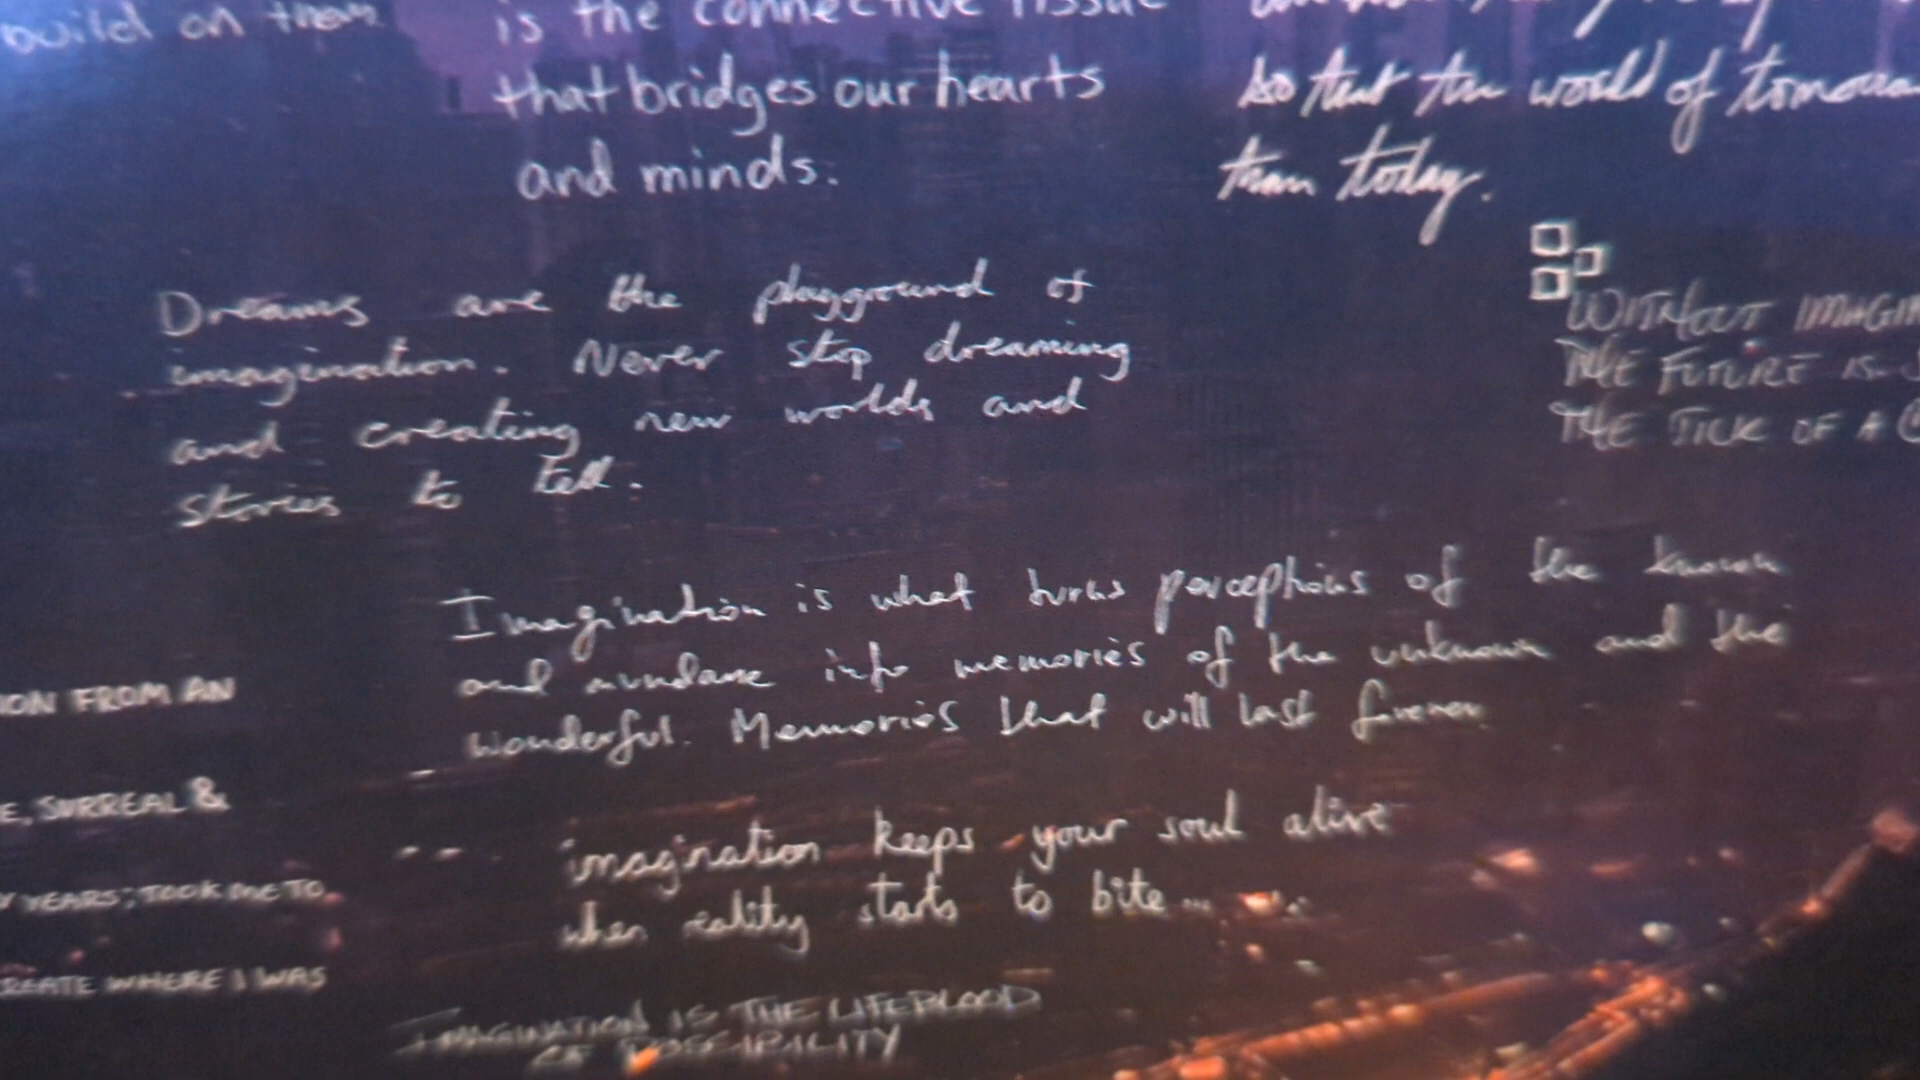 build on them
is the connective tissue
that bridges our hearts
and minds.
so that the world of
than today.
Dreams are the playground of
imagination. Never stop dreaming
and creating new worlds and
stories to tell.
WITHOUT
THE FUTURE IS
THE TICK OF A
Imagination is what turns perceptions of the known
and mundane into memories of the unknown and the
wonderful. Memories that will last forever
ON FROM AN
SURREAL &
YEARS; TOOK ME TO
WHERE I WAS
imagination keeps your soul alive
when reality starts to bite...
IMAGINATION IS THE LIFEBLOOD
OF POSSIBILITY